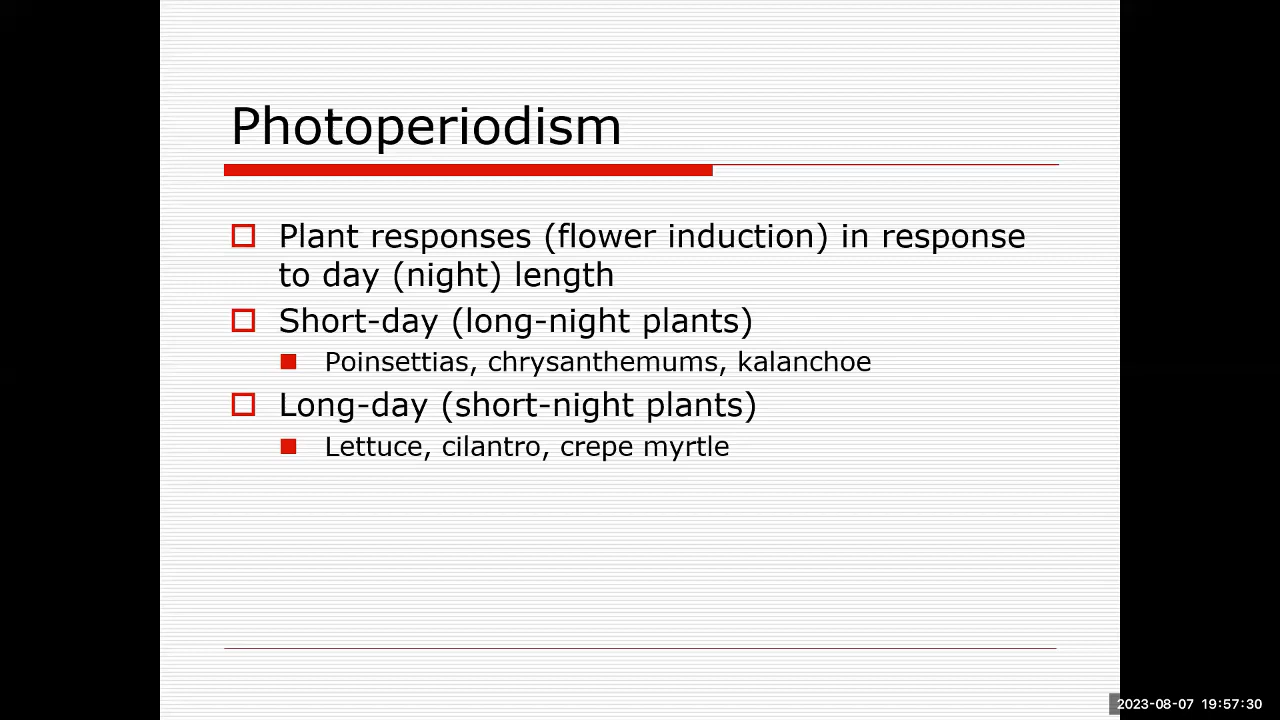 Photoperiodism
Plant responses (flower induction) in response
to day (night) length
Short-day (long-night plants)
Poinsettias, chrysanthemums, kalanchoe
Long-day (short-night plants)
Lettuce, cilantro, crepe myrtle
2023-08-07 19:57:30